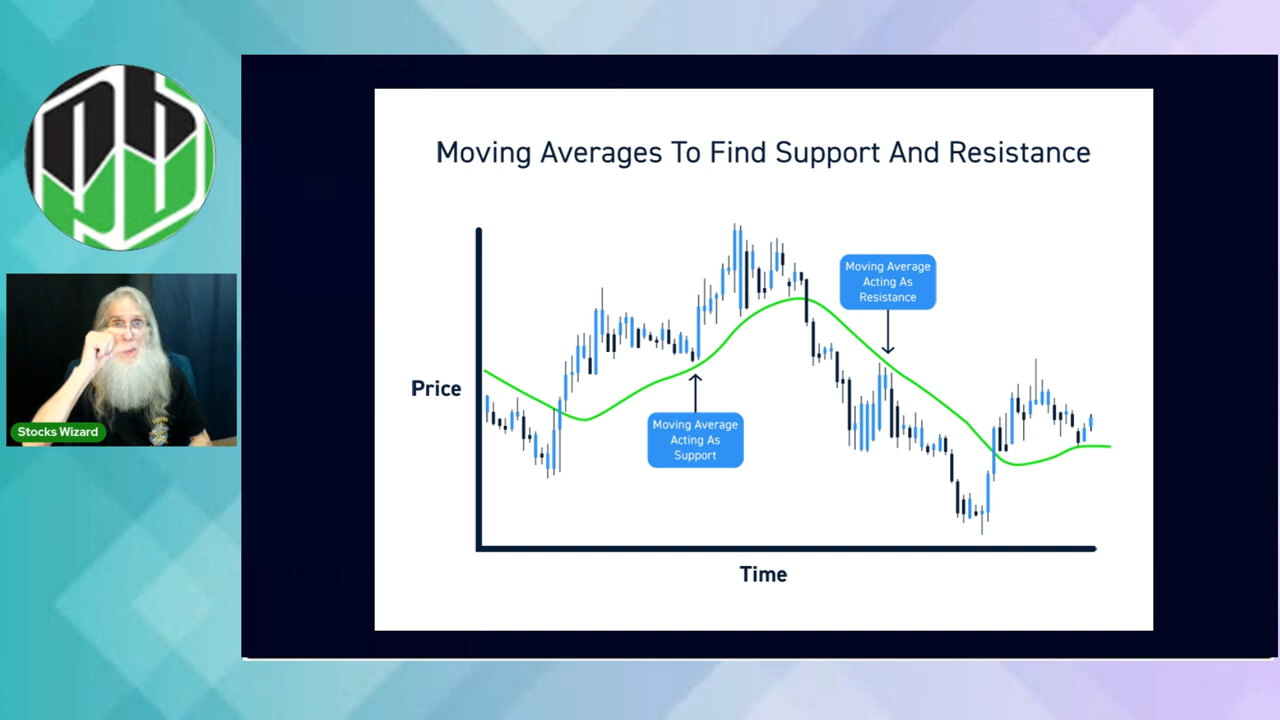 Moving Averages To Find Support And Resistance
Moving Average
Acting As
Resistance
Price
Moving Average
Acting As
Support
Stocks Wizard
Time